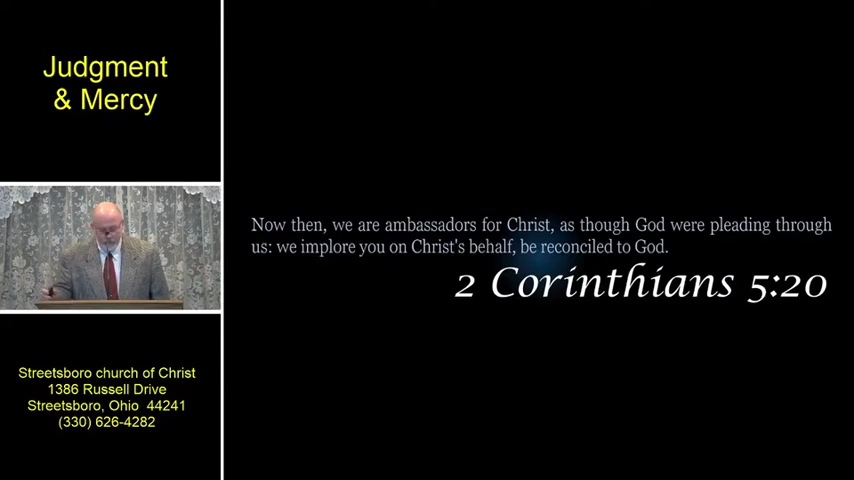 Judgment
& Mercy
Now then, we are ambassadors for Christ, as though God were pleading through
us: we implore you on Christ's behalf, be reconciled to God.
2 Corinthians 5:20
Streetsboro church of Christ
1386 Russell Drive
Streetsboro, Ohio 44241
(330) 626-4282